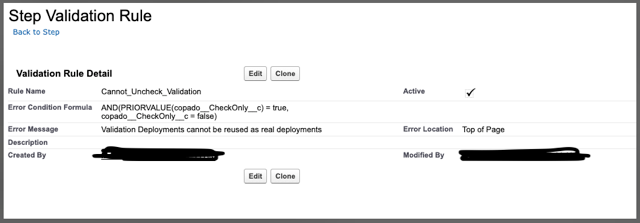 Step Validation Rule
Back to Step
Validation Rule Detail
Edit Clone
Rule Name Cannot_Uncheck_Validation Active
Error Condition Formula AND(PRIORVALUE(copado__CheckOnly__c) = true,
copado__CheckOnly__c = false)
Error Message Validation Deployments cannot be reused as real deployments Error Location Top of Page
Description
Created By Modified By
Edit Clone